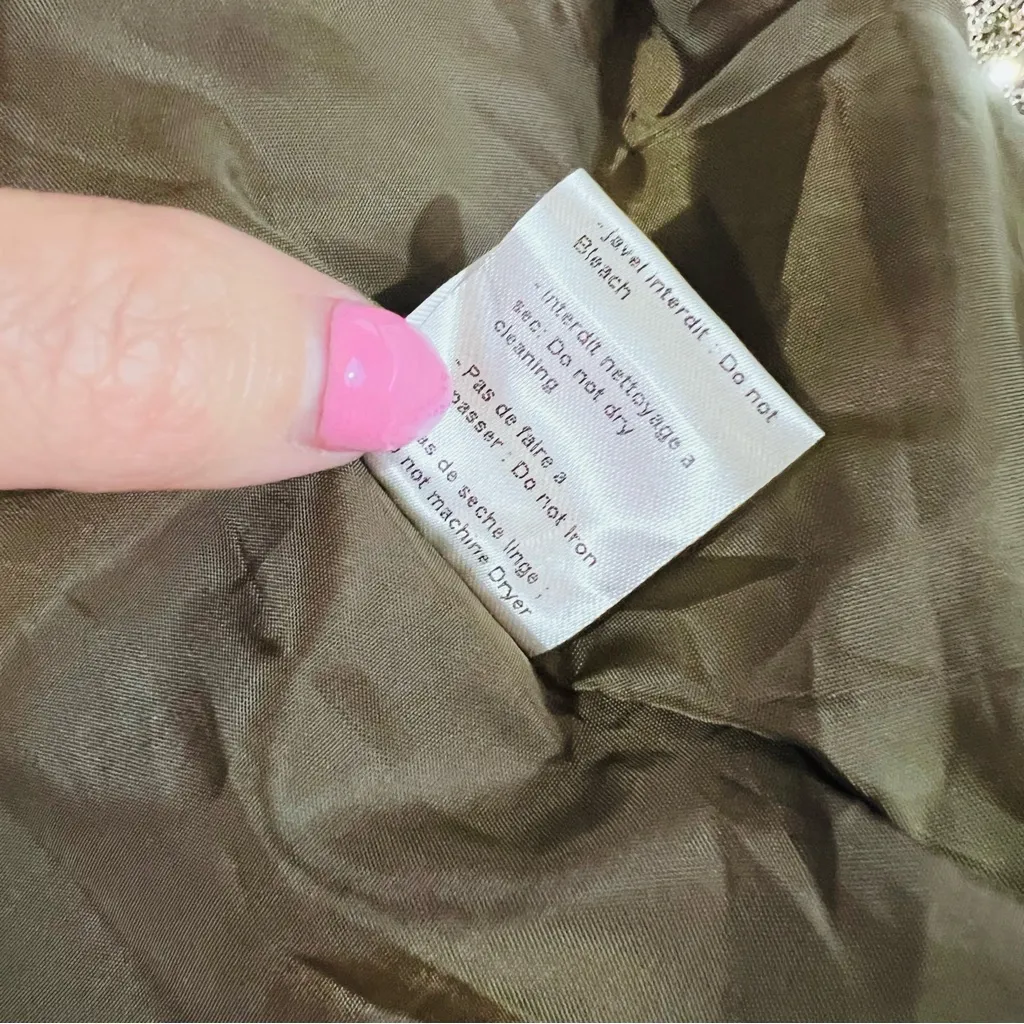 "javel interdit : Do not
Bleach
" Interdit nettoyage a
sec: Do not dry
cleaning
" Pas de faire a
passer : Do not Iron
as de seche linge ;
not machine Dryer